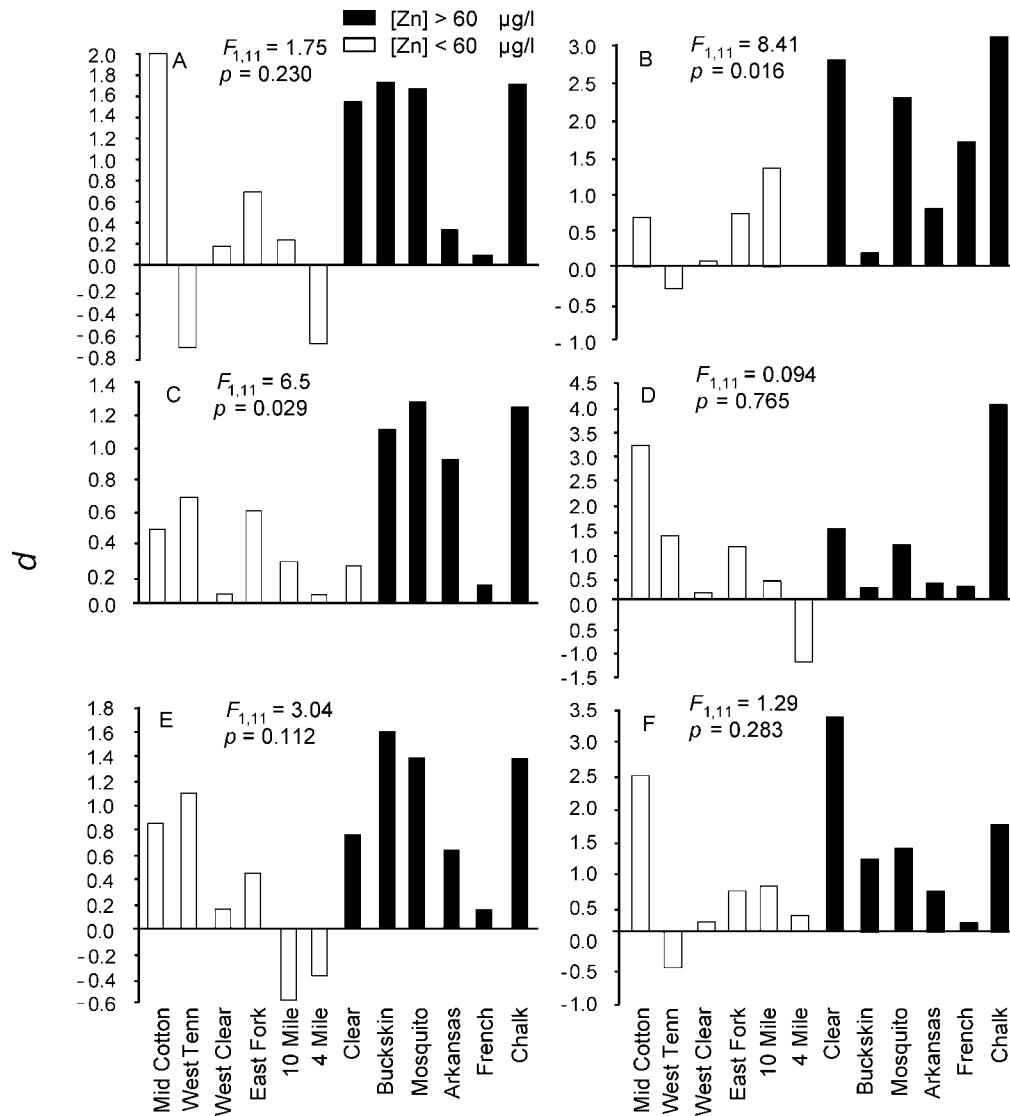 [Zn] > 60 µg/l
[Zn] < 60 µg/l
A
F1,11 = 1.75
p = 0.230
2.0
1.8
1.6
1.4
1.2
1.0
0.8
0.6
0.4
0.2
0.0
-0.2
-0.4
-0.6
-0.8
B
F1,11 = 8.41
p = 0.016
3.0
2.5
2.0
1.5
1.0
0.5
0.0
-0.5
-1.0
C
F1,11 = 6.5
p = 0.029
1.4
1.2
1.0
0.8
0.6
0.4
0.2
0.0
D
F1,11 = 0.094
p = 0.765
4.5
4.0
3.5
3.0
2.5
2.0
1.5
1.0
0.5
0.0
-0.5
-1.0
-1.5
d
E
F1,11 = 3.04
p = 0.112
1.8
1.6
1.4
1.2
1.0
0.8
0.6
0.4
0.2
0.0
-0.2
-0.4
-0.6
F
F1,11 = 1.29
p = 0.283
3.5
3.0
2.5
2.0
1.5
1.0
0.5
0.0
-0.5
-1.0
Mid Cotton
West Tenn
West Clear
East Fork
10 Mile
4 Mile
Clear
Buckskin
Mosquito
Arkansas
French
Chalk
Mid Cotton
West Tenn
West Clear
East Fork
10 Mile
4 Mile
Clear
Buckskin
Mosquito
Arkansas
French
Chalk